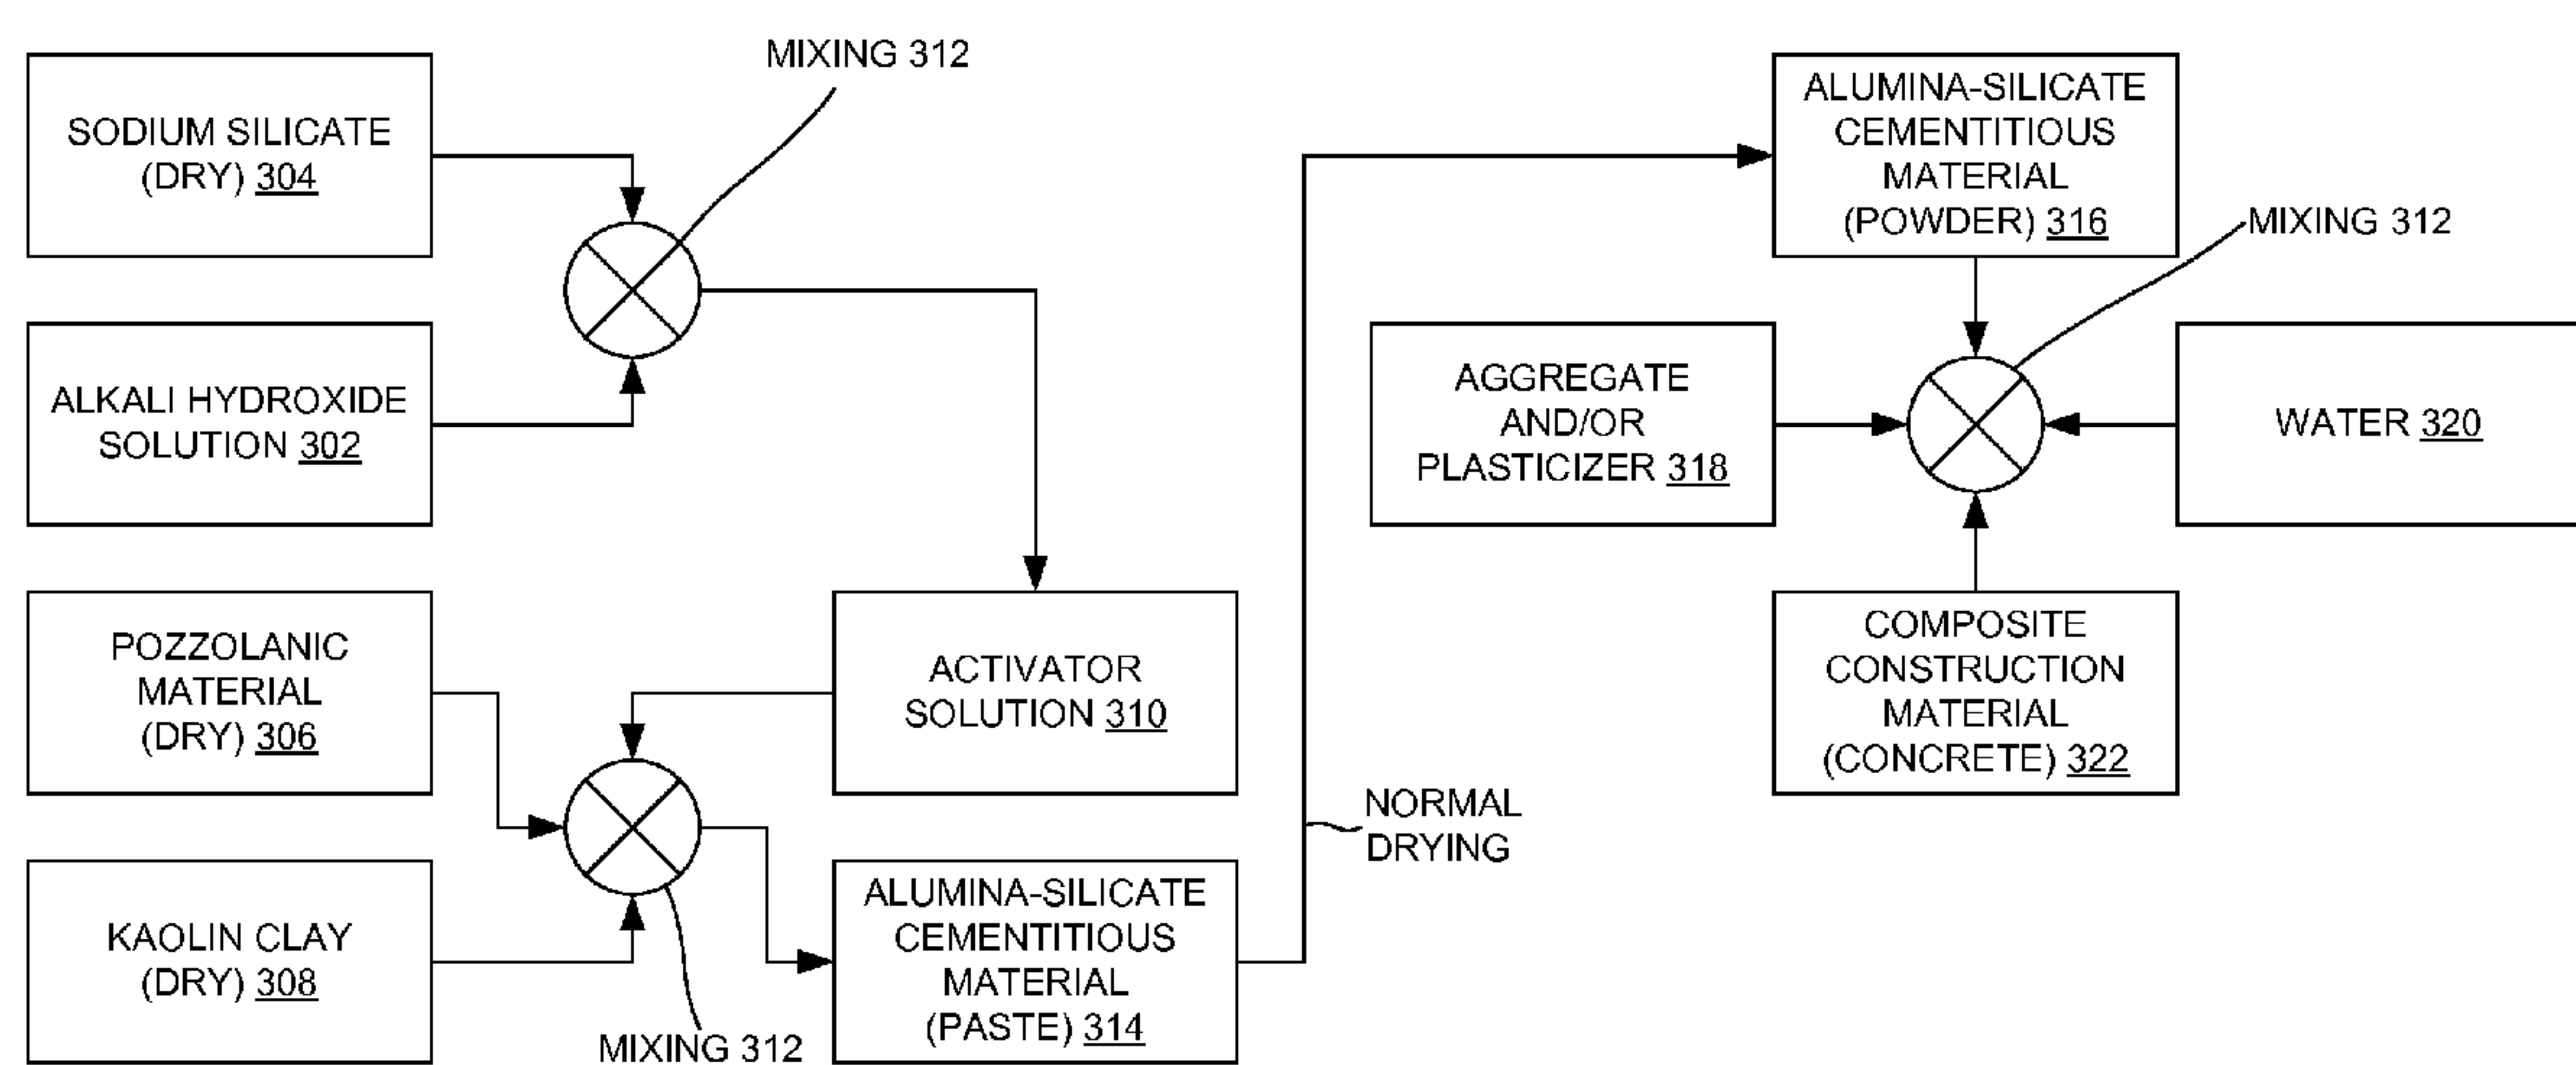 MIXING 312
SODIUM SILICATE
(DRY) 304
ALKALI HYDROXIDE
SOLUTION 302
POZZOLANIC
MATERIAL
(DRY) 306
KAOLIN CLAY
(DRY) 308
MIXING 312
ACTIVATOR
SOLUTION 310
ALUMINA-SILICATE
CEMENTITIOUS
MATERIAL
(PASTE) 314
NORMAL
DRYING
ALUMINA-SILICATE
CEMENTITIOUS
MATERIAL
(POWDER) 316
MIXING 312
AGGREGATE
AND/OR
PLASTICIZER 318
WATER 320
COMPOSITE
CONSTRUCTION
MATERIAL
(CONCRETE) 322